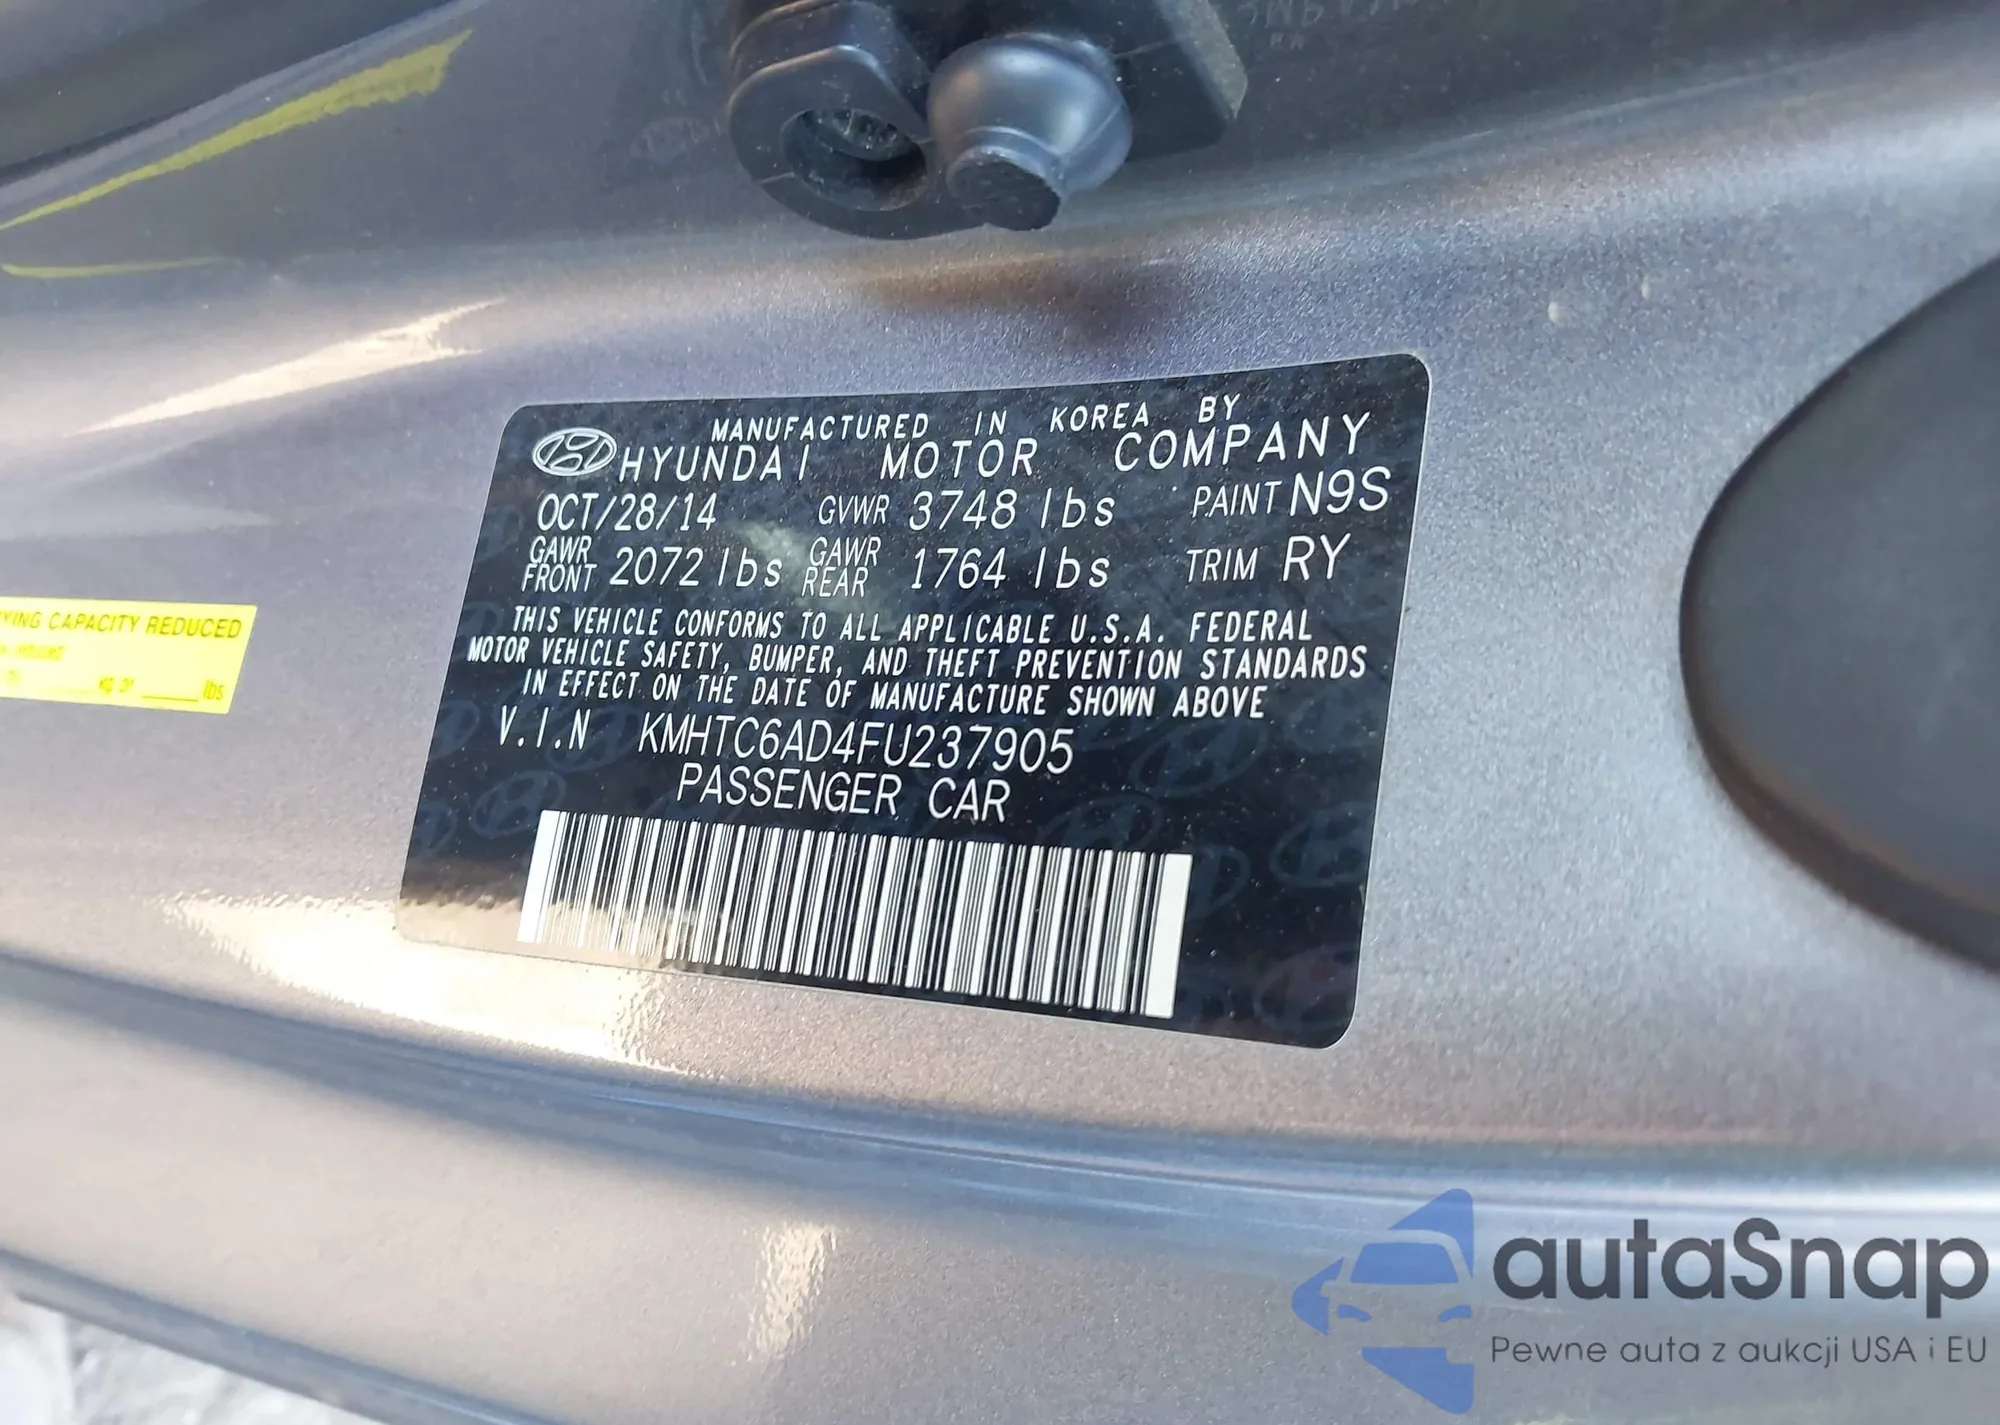 MANUFACTURED IN KOREA BY
HYUNDAI MOTOR COMPANY
OCT/28/14 GVWR 3748 lbs PAINT N9S
GAWR FRONT 2072 lbs GAWR REAR 1764 lbs TRIM RY
THIS VEHICLE CONFORMS TO ALL APPLICABLE U.S.A. FEDERAL
MOTOR VEHICLE SAFETY, BUMPER, AND THEFT PREVENTION STANDARDS
IN EFFECT ON THE DATE OF MANUFACTURE SHOWN ABOVE
V.I.N KMHTC6AD4FU237905
PASSENGER CAR
CAPACITY REDUCED
kg or lbs
autaSnap
Pewne auta z aukcji USA i EU